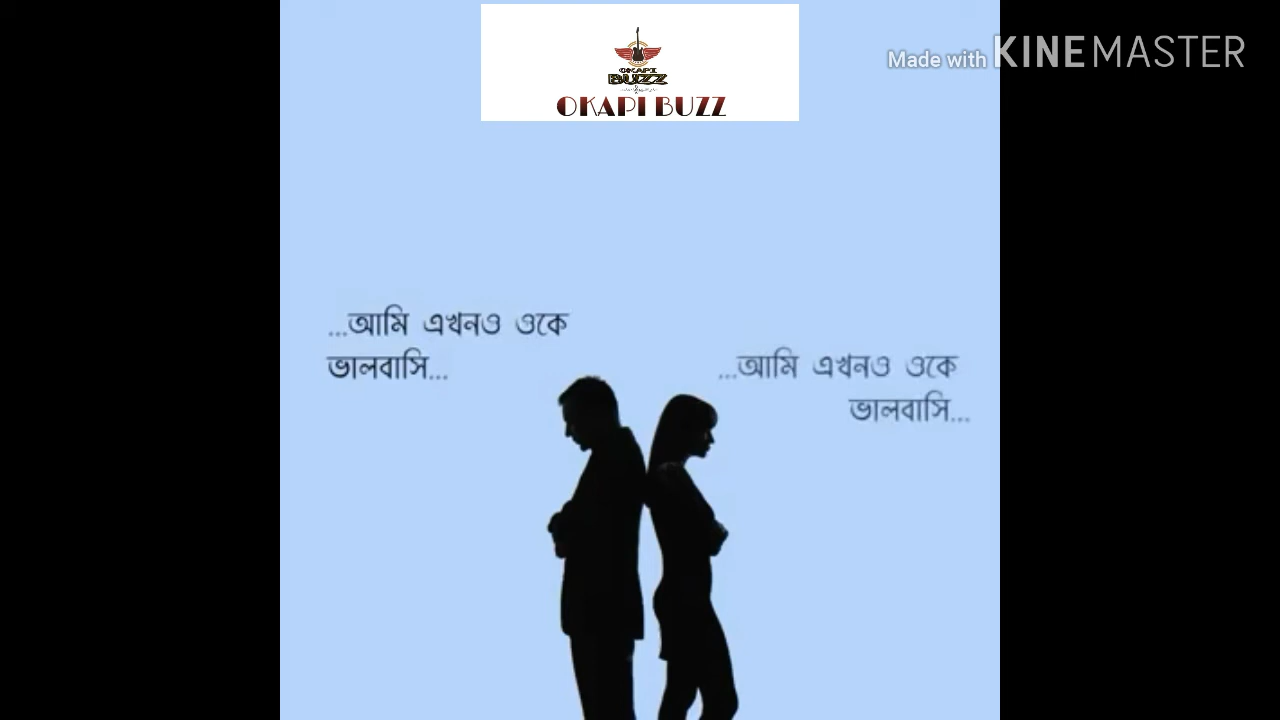 OKAPI
BUZZ
OKAPI BUZZ
Made with KINEMASTER
...আমি এখনও ওকে
ভালবাসি...
...আমি এখনও ওকে
ভালবাসি...